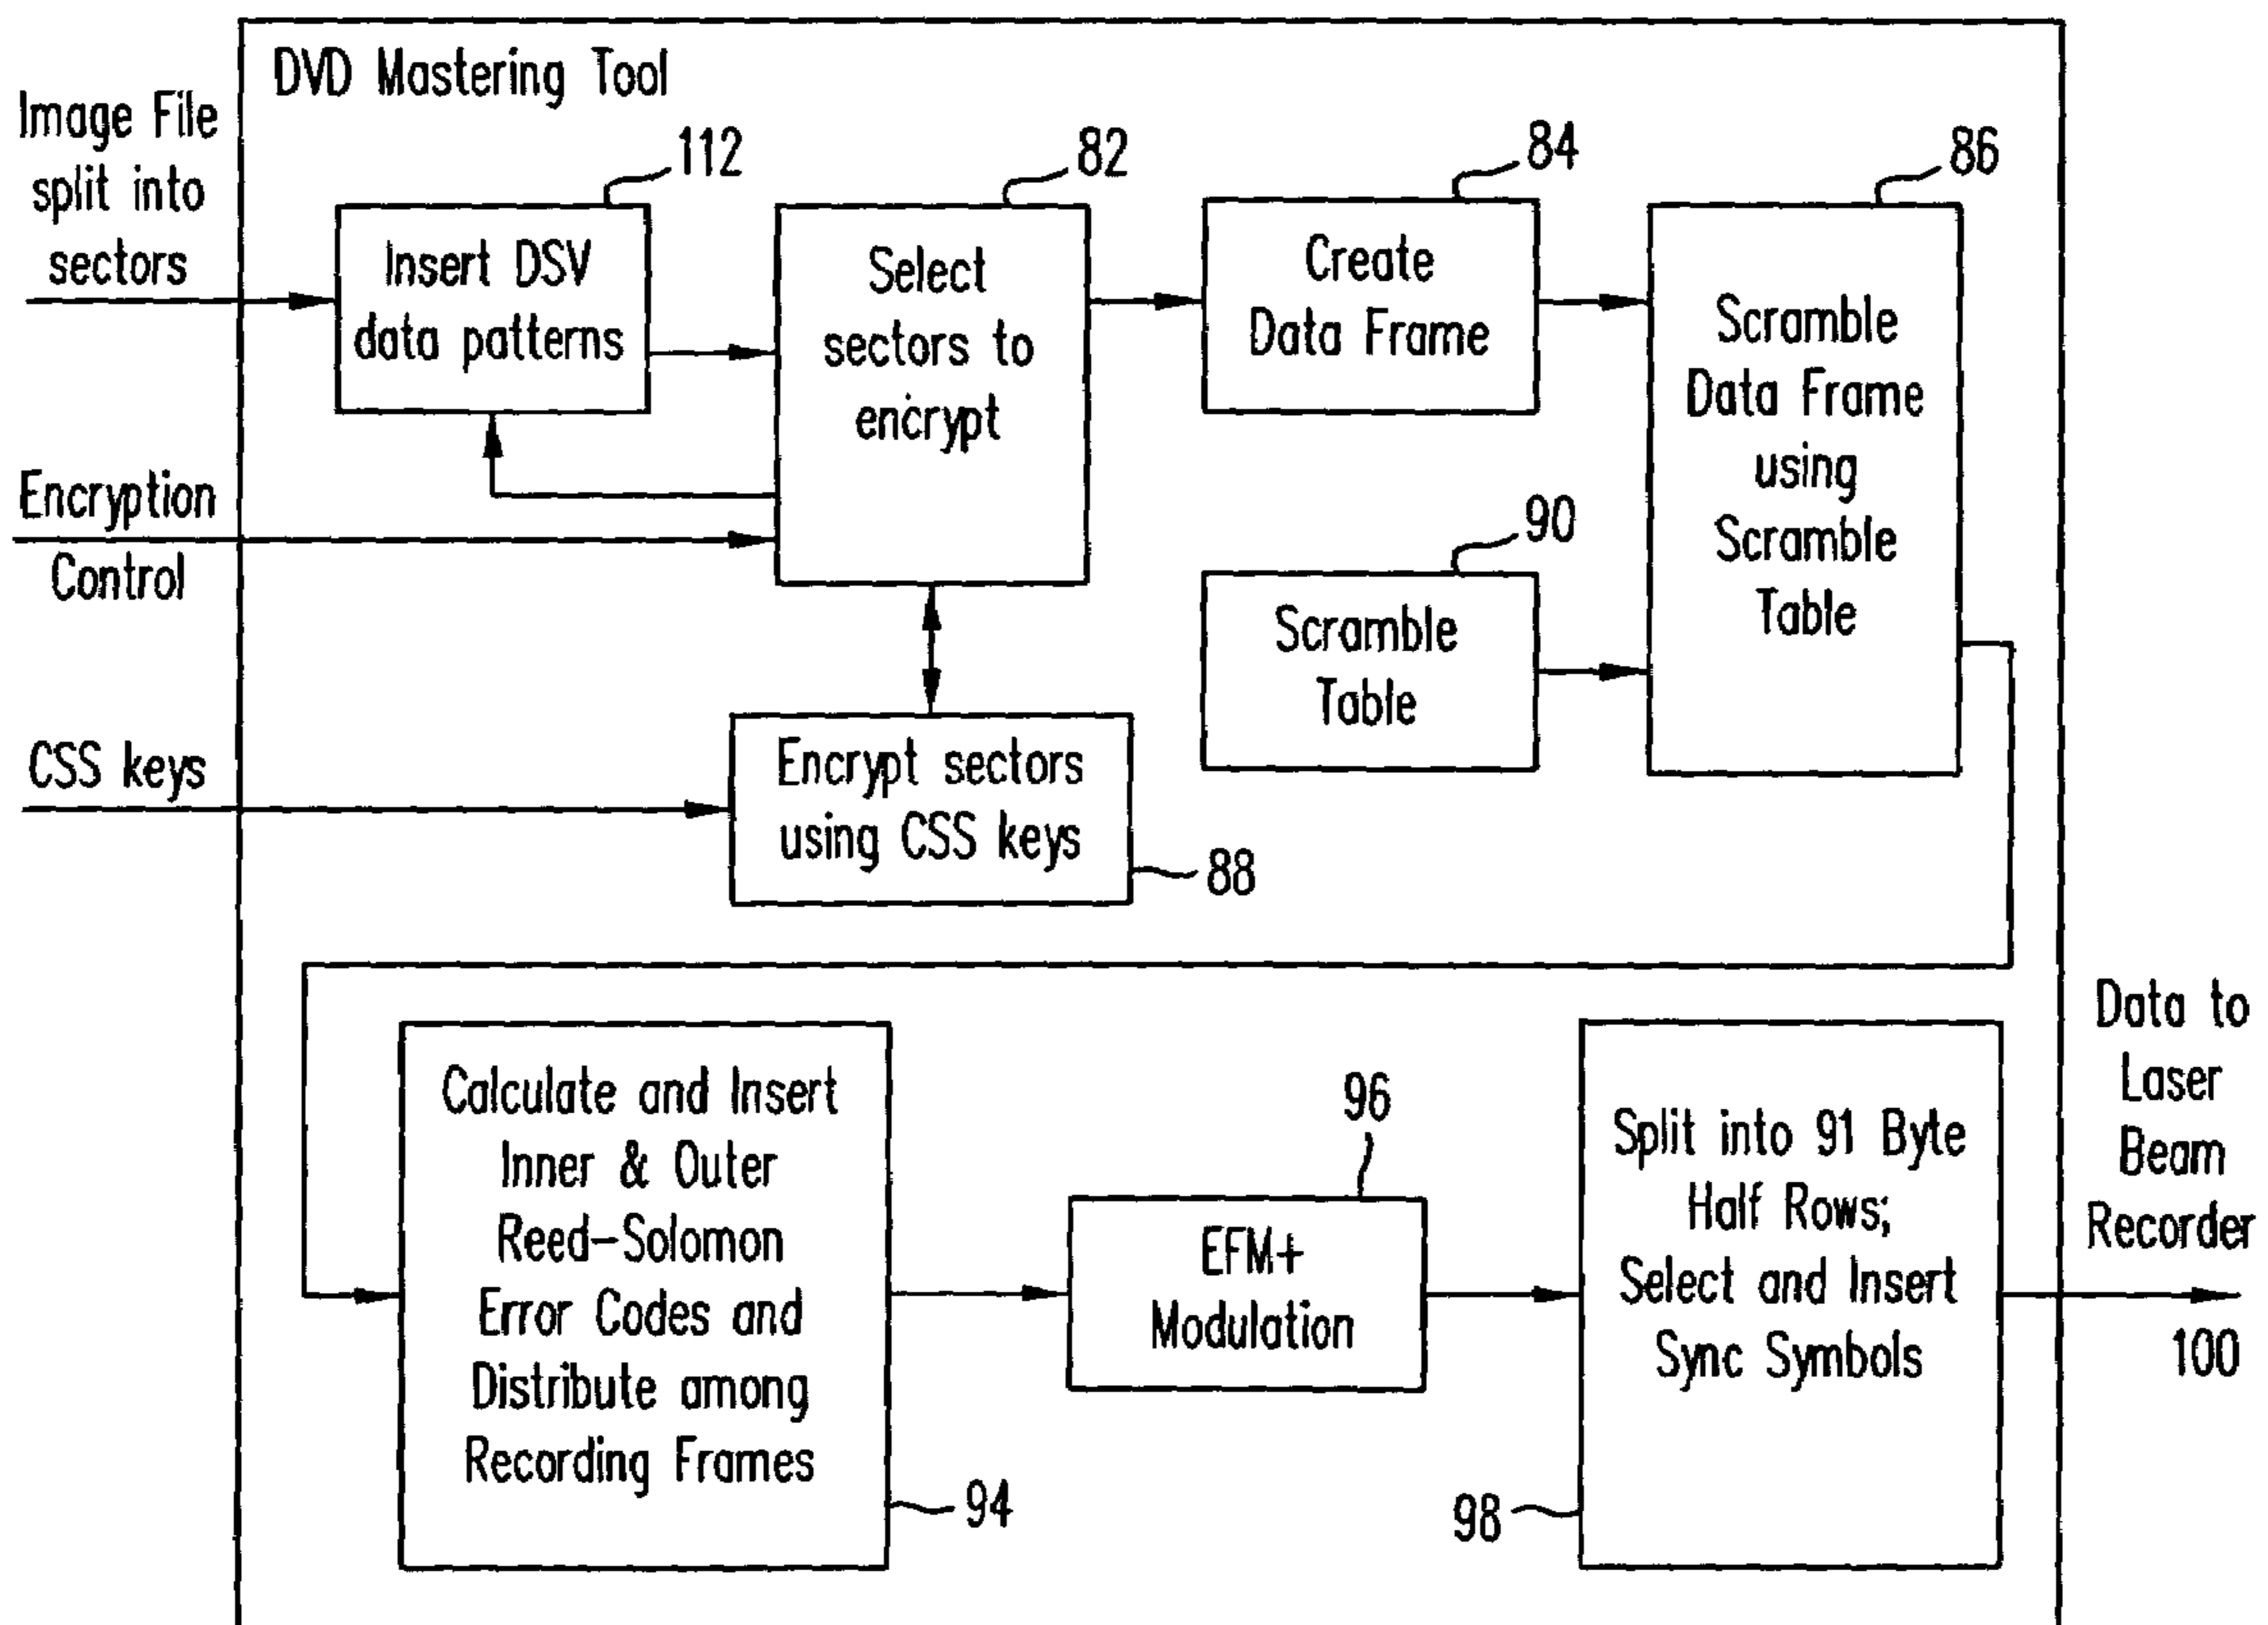 DVD Mastering Tool
Image File
split into
sectors
112
Insert DSV
data patterns
82
Select
sectors to
encrypt
84
Create
Data Frame
86
Scramble
Data Frame
using
Scramble
Table
Encryption
Control
90
Scramble
Table
CSS keys
Encrypt sectors
using CSS keys
88
Calculate and Insert
Inner & Outer
Reed-Solomon
Error Codes and
Distribute among
Recording Frames
94
96
EFM+
Modulation
Split into 91 Byte
Half Rows;
Select and Insert
Sync Symbols
98
Data to
Laser
Beam
Recorder
100